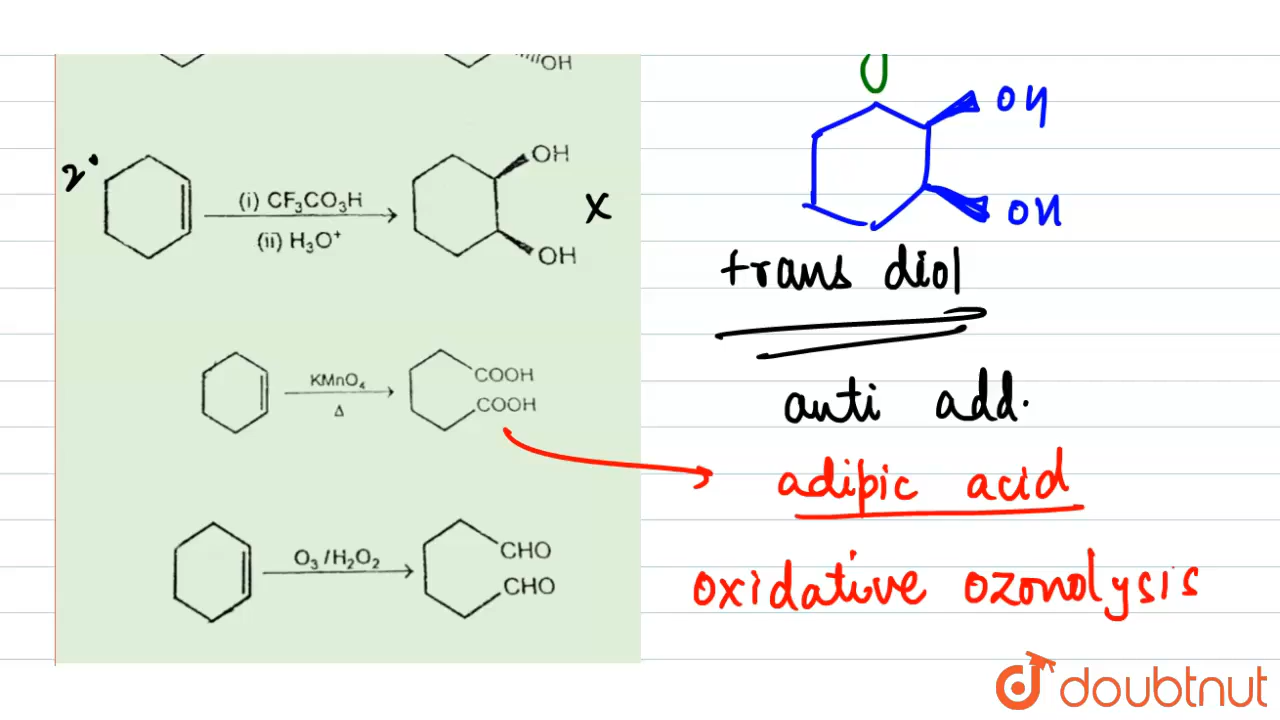 OH
OH
OH
2.
(i) CF₃CO₃H
(ii) H₃O⁺
OH
X
OH
trans diol
KMnO₄
Δ
COOH
COOH
anti add.
adipic acid
O₃/H₂O₂
CHO
CHO
oxidative ozonolysis
doubtnut